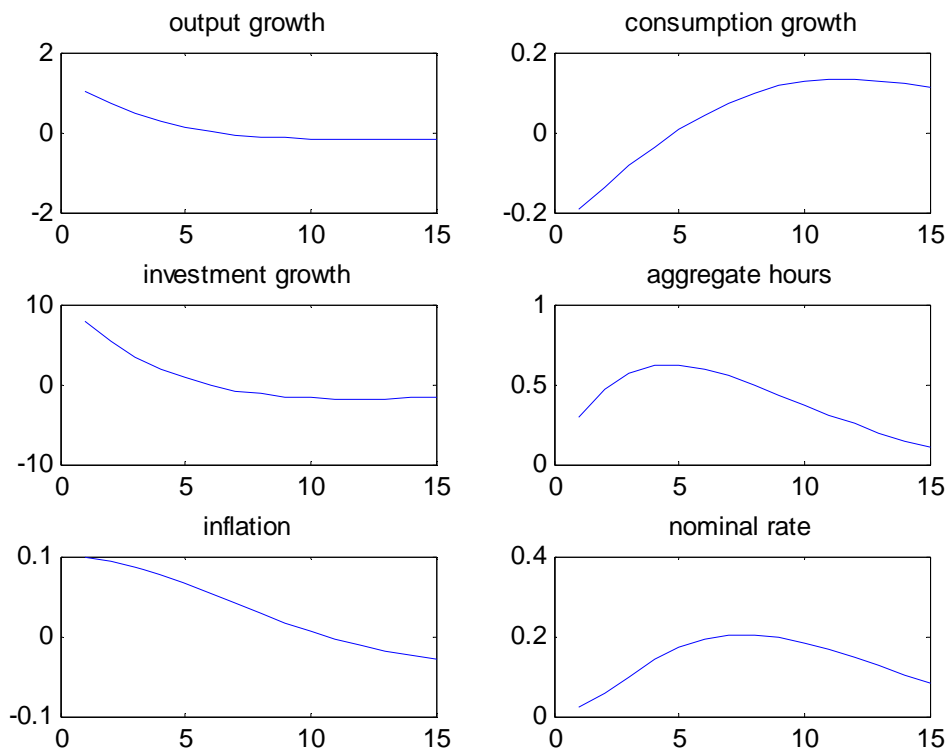 output growth
2
0
-2
0 5 10 15
consumption growth
0.2
0
-0.2
0 5 10 15
investment growth
10
0
-10
0 5 10 15
aggregate hours
1
0.5
0
0 5 10 15
inflation
0.1
0
-0.1
0 5 10 15
nominal rate
0.4
0.2
0
0 5 10 15